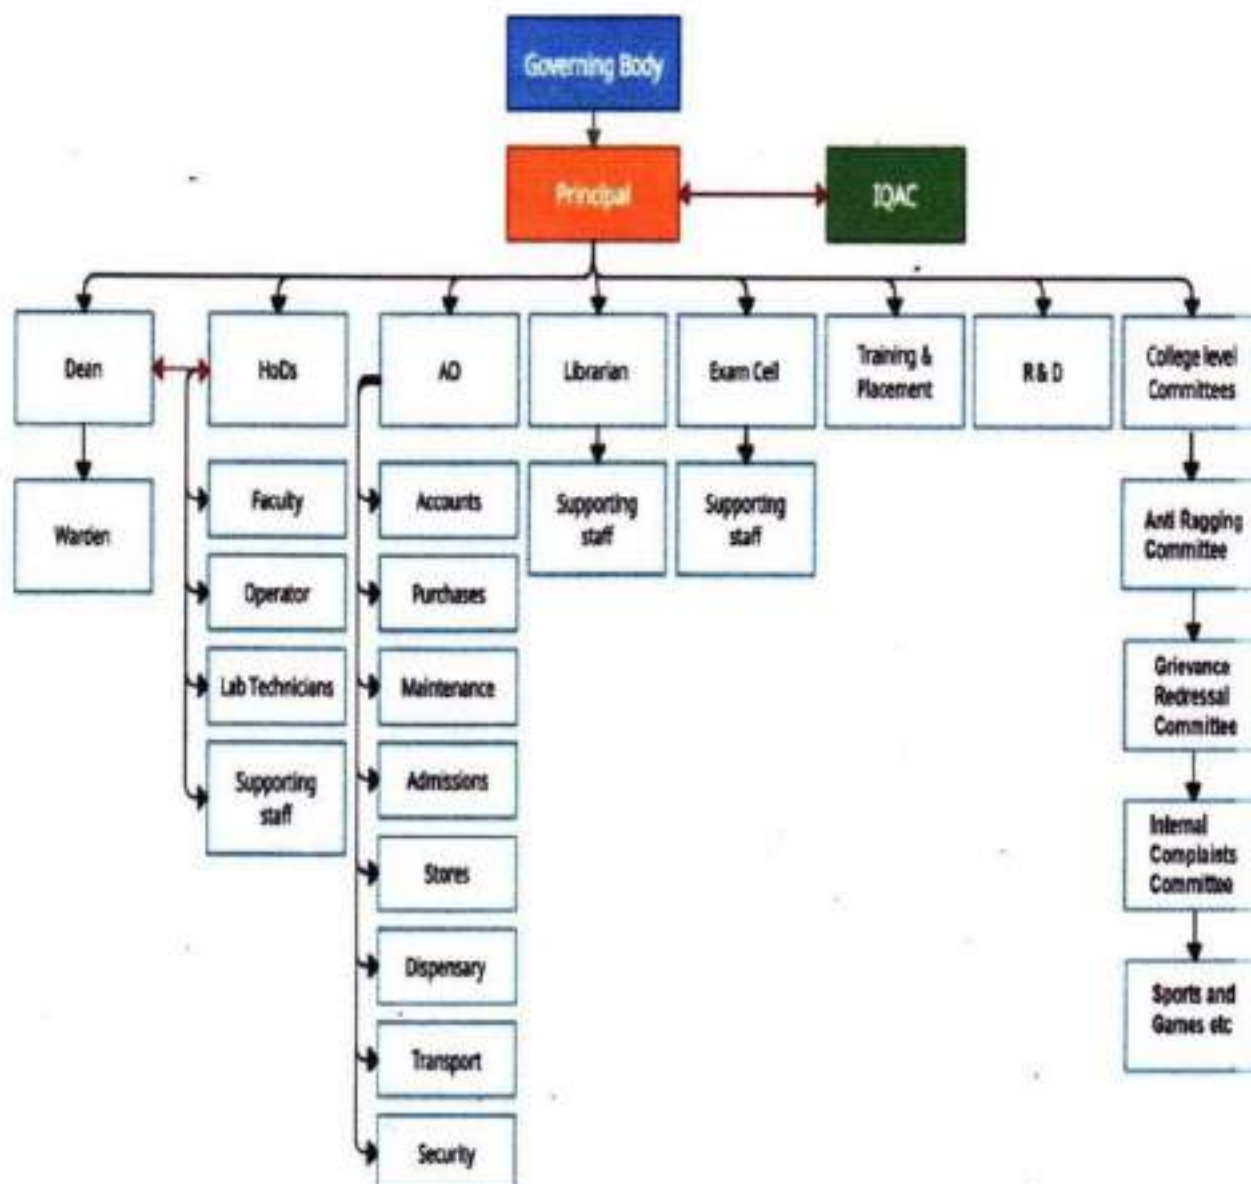 Governing Body
Principal
IQAC
Dean
HoDs
AO
Librarian
Exam Cell
Training &
Placement
R & D
College level
Committees
Warden
Faculty
Operator
Lab Technicians
Supporting
staff
Accounts
Purchases
Maintenance
Admissions
Stores
Dispensary
Transport
Security
Supporting
staff
Supporting
staff
Anti Ragging
Committee
Grievance
Redressal
Committee
Internal
Complaints
Committee
Sports and
Games etc